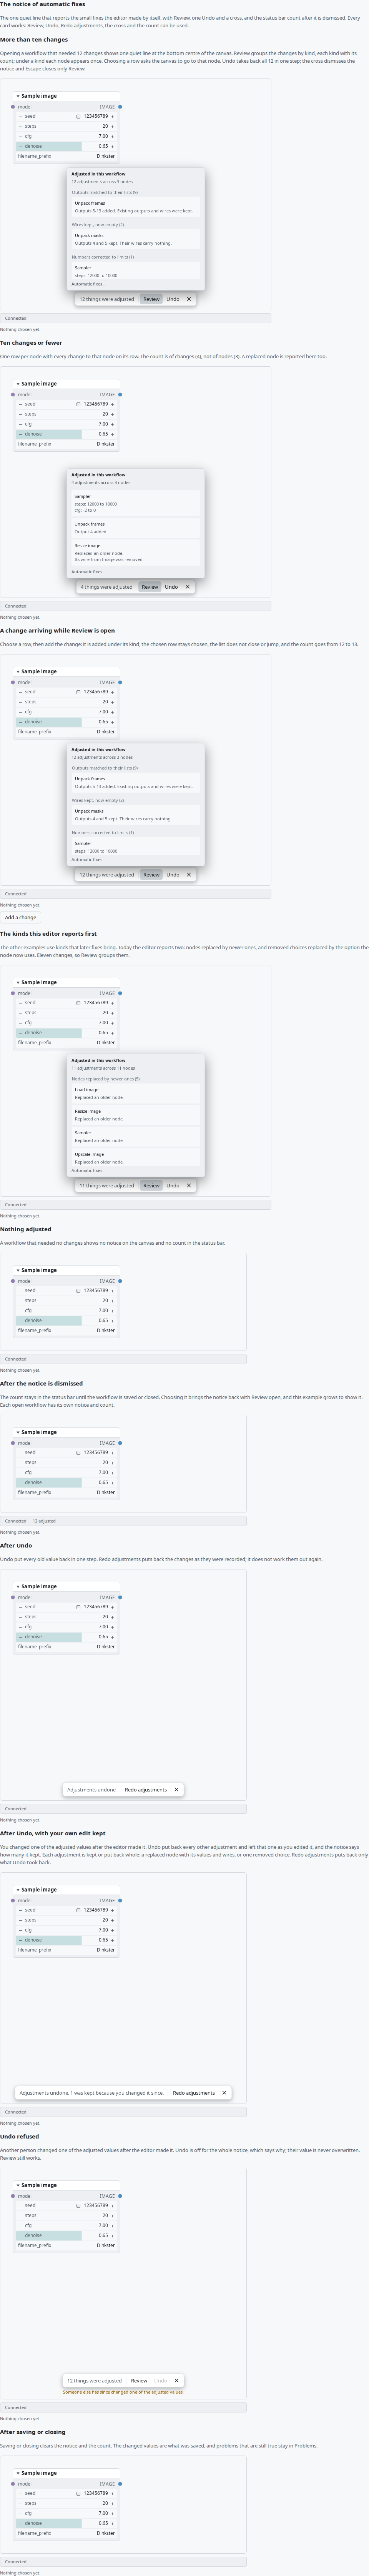 The notice of automatic fixes
The one quiet line that reports the small fixes the editor made by itself, with Review, one Undo and a cross, and the status bar count after it is dismissed. Every card works: Review, Undo, Redo adjustments, the cross and the count can be used.
More than ten changes
Opening a workflow that needed 12 changes shows one quiet line at the bottom centre of the canvas. Review groups the changes by kind, each kind with its count; under a kind each node appears once. Choosing a row asks the canvas to go to that node. Undo takes back all 12 in one step; the cross dismisses the notice and Escape closes only Review.
Sample image
model IMAGE
seed 123456789 +
steps 20 +
cfg 7.00 +
denoise 0.65 +
filename_prefix Dinkster
Adjusted in this workflow
12 adjustments across 3 nodes
Outputs matched to their lists (9)
Unpack frames
Outputs 5-13 added. Existing outputs and wires were kept.
Wires kept, now empty (2)
Unpack masks
Outputs 4 and 5 kept. Their wires carry nothing.
Numbers corrected to limits (1)
Sampler
steps: 12000 to 10000
Automatic fixes...
12 things were adjusted Review Undo ✕
Connected
Nothing chosen yet.
Ten changes or fewer
One row per node with every change to that node on its row. The count is of changes (4), not of nodes (3). A replaced node is reported here too.
Sample image
model IMAGE
seed 123456789 +
steps 20 +
cfg 7.00 +
denoise 0.65 +
filename_prefix Dinkster
Adjusted in this workflow
4 adjustments across 3 nodes
Sampler
steps: 12000 to 10000
cfg: -2 to 0
Unpack frames
Output 4 added.
Resize image
Replaced an older node.
Its wire from Image was removed.
Automatic fixes...
4 things were adjusted Review Undo ✕
Connected
Nothing chosen yet.
A change arriving while Review is open
Choose a row, then add the change: it is added under its kind, the chosen row stays chosen, the list does not close or jump, and the count goes from 12 to 13.
Sample image
model IMAGE
seed 123456789 +
steps 20 +
cfg 7.00 +
denoise 0.65 +
filename_prefix Dinkster
Adjusted in this workflow
12 adjustments across 3 nodes
Outputs matched to their lists (9)
Unpack frames
Outputs 5-13 added. Existing outputs and wires were kept.
Wires kept, now empty (2)
Unpack masks
Outputs 4 and 5 kept. Their wires carry nothing.
Numbers corrected to limits (1)
Sampler
steps: 12000 to 10000
Automatic fixes...
12 things were adjusted Review Undo ✕
Connected
Nothing chosen yet.
Add a change
The kinds this editor reports first
The other examples use kinds that later fixes bring. Today the editor reports two: nodes replaced by newer ones, and removed choices replaced by the option the node now uses. Eleven changes, so Review groups them.
Sample image
model IMAGE
seed 123456789 +
steps 20 +
cfg 7.00 +
denoise 0.65 +
filename_prefix Dinkster
Adjusted in this workflow
11 adjustments across 11 nodes
Nodes replaced by newer ones (5)
Load image
Replaced an older node.
Resize image
Replaced an older node.
Sampler
Replaced an older node.
Upscale image
Replaced an older node.
Automatic fixes...
11 things were adjusted Review Undo ✕
Connected
Nothing chosen yet.
Nothing adjusted
A workflow that needed no changes shows no notice on the canvas and no count in the status bar.
Sample image
model IMAGE
seed 123456789 +
steps 20 +
cfg 7.00 +
denoise 0.65 +
filename_prefix Dinkster
Connected
Nothing chosen yet.
After the notice is dismissed
The count stays in the status bar until the workflow is saved or closed. Choosing it brings the notice back with Review open, and this example grows to show it. Each open workflow has its own notice and count.
Sample image
model IMAGE
seed 123456789 +
steps 20 +
cfg 7.00 +
denoise 0.65 +
filename_prefix Dinkster
Connected 12 adjusted
Nothing chosen yet.
After Undo
Undo put every old value back in one step. Redo adjustments puts back the changes as they were recorded; it does not work them out again.
Sample image
model IMAGE
seed 123456789 +
steps 20 +
cfg 7.00 +
denoise 0.65 +
filename_prefix Dinkster
Adjustments undone Redo adjustments ✕
Connected
Nothing chosen yet.
After Undo, with your own edit kept
You changed one of the adjusted values after the editor made it. Undo put back every other adjustment and left that one as you edited it, and the notice says how many it kept. Each adjustment is kept or put back whole: a replaced node with its values and wires, or one removed choice. Redo adjustments puts back only what Undo took back.
Sample image
model IMAGE
seed 123456789 +
steps 20 +
cfg 7.00 +
denoise 0.65 +
filename_prefix Dinkster
Adjustments undone. 1 was kept because you changed it since. Redo adjustments ✕
Connected
Nothing chosen yet.
Undo refused
Another person changed one of the adjusted values after the editor made it. Undo is off for the whole notice, which says why; their value is never overwritten. Review still works.
Sample image
model IMAGE
seed 123456789 +
steps 20 +
cfg 7.00 +
denoise 0.65 +
filename_prefix Dinkster
12 things were adjusted Review Undo ✕
Someone else has since changed one of the adjusted values.
Connected
Nothing chosen yet.
After saving or closing
Saving or closing clears the notice and the count. The changed values are what was saved, and problems that are still true stay in Problems.
Sample image
model IMAGE
seed 123456789 +
steps 20 +
cfg 7.00 +
denoise 0.65 +
filename_prefix Dinkster
Connected
Nothing chosen yet.